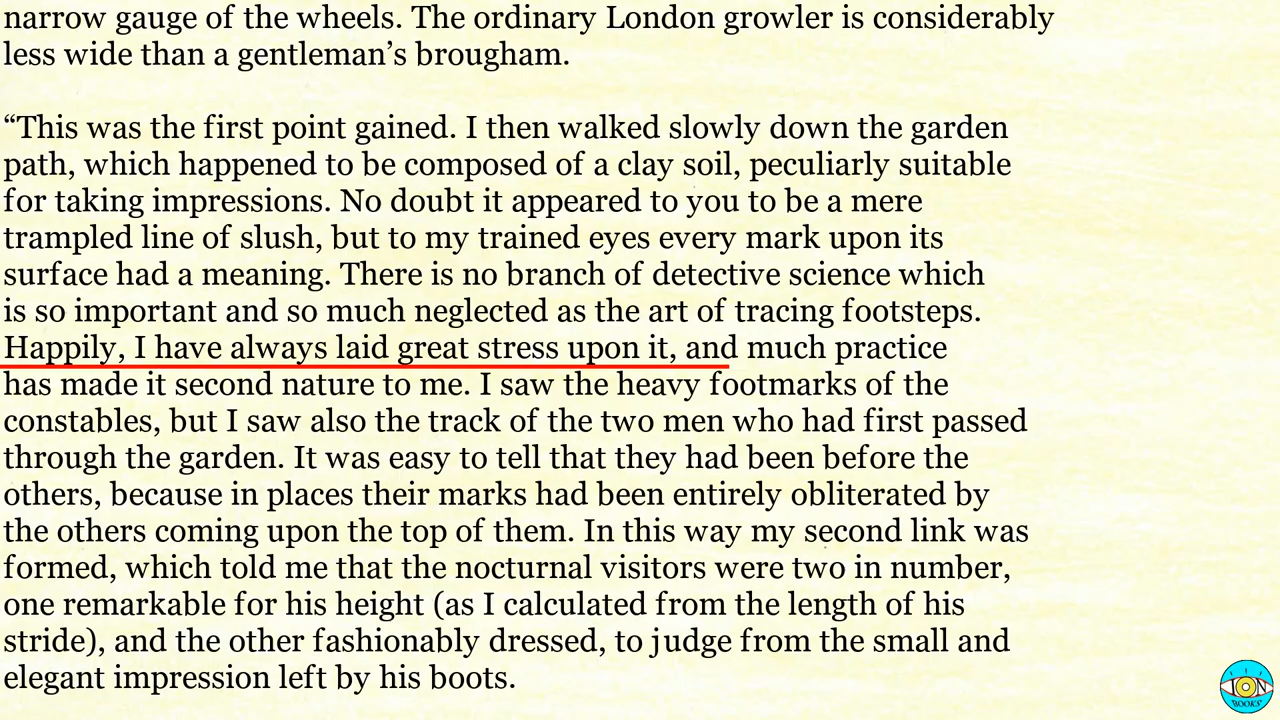 narrow gauge of the wheels. The ordinary London growler is considerably
less wide than a gentleman’s brougham.
“This was the first point gained. I then walked slowly down the garden
path, which happened to be composed of a clay soil, peculiarly suitable
for taking impressions. No doubt it appeared to you to be a mere
trampled line of slush, but to my trained eyes every mark upon its
surface had a meaning. There is no branch of detective science which
is so important and so much neglected as the art of tracing footsteps.
Happily, I have always laid great stress upon it, and much practice
has made it second nature to me. I saw the heavy footmarks of the
constables, but I saw also the track of the two men who had first passed
through the garden. It was easy to tell that they had been before the
others, because in places their marks had been entirely obliterated by
the others coming upon the top of them. In this way my second link was
formed, which told me that the nocturnal visitors were two in number,
one remarkable for his height (as I calculated from the length of his
stride), and the other fashionably dressed, to judge from the small and
elegant impression left by his boots.
ION
BOOKS